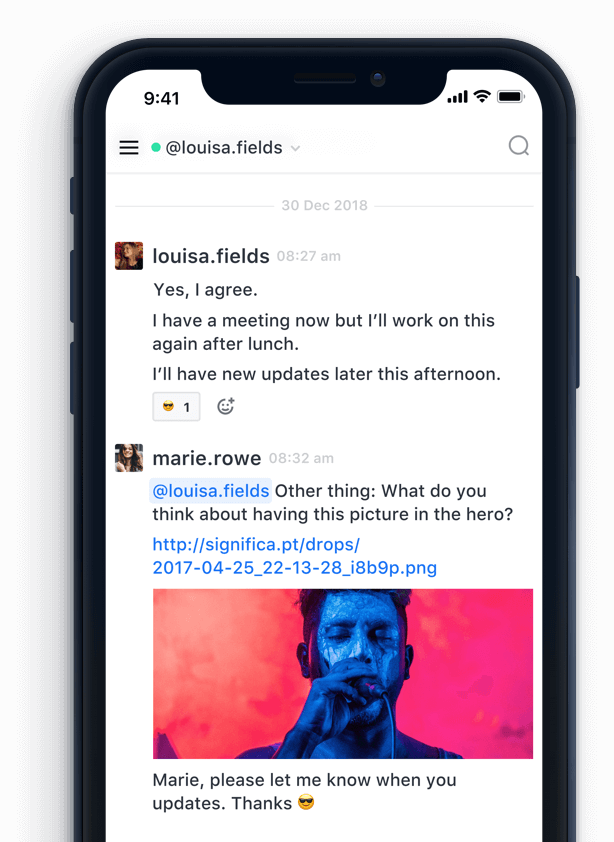 9:41
@louisa.fields
30 Dec 2018
louisa.fields 08:27 am
Yes, I agree.
I have a meeting now but I’ll work on this
again after lunch.
I’ll have new updates later this afternoon.
😎 1
marie.rowe 08:32 am
@louisa.fields Other thing: What do you
think about having this picture in the hero?
http://significa.pt/drops/
2017-04-25_22-13-28_i8b9p.png
Marie, please let me know when you
updates. Thanks 😎